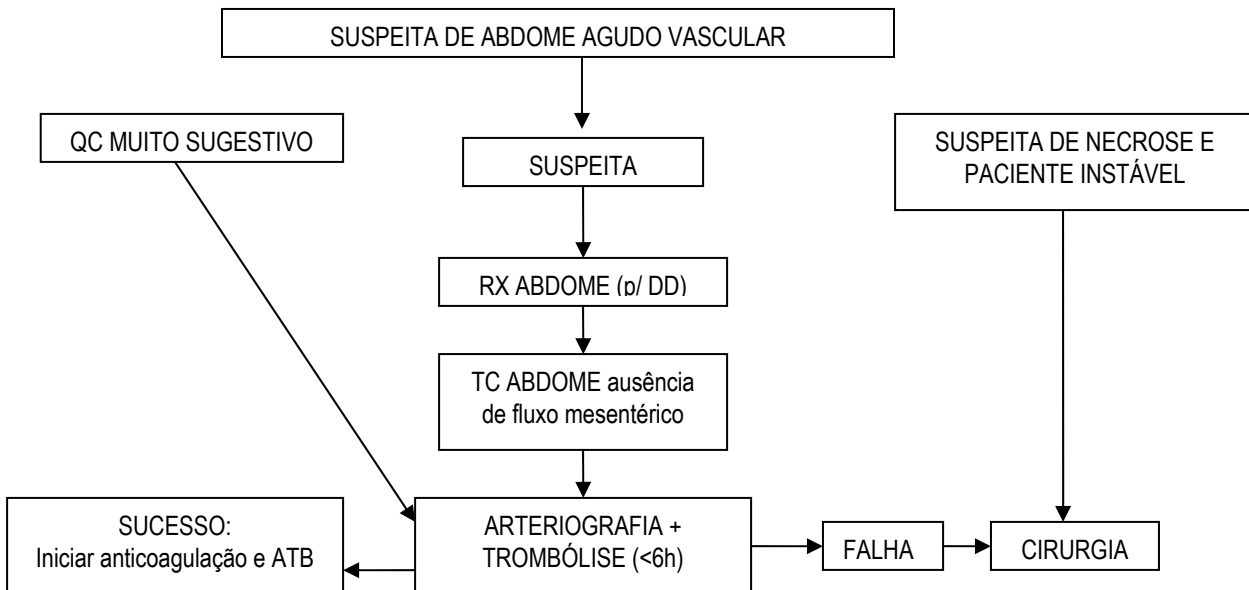 SUSPEITA DE ABDOME AGUDO VASCULAR
QC MUITO SUGESTIVO
SUSPEITA
SUSPEITA DE NECROSE E
PACIENTE INSTÁVEL
RX ABDOME (p/ DD)
TC ABDOME ausência
de fluxo mesentérico
SUCESSO:
Iniciar anticoagulação e ATB
ARTERIOGRAFIA +
TROMBÓLISE (<6h)
FALHA
CIRURGIA